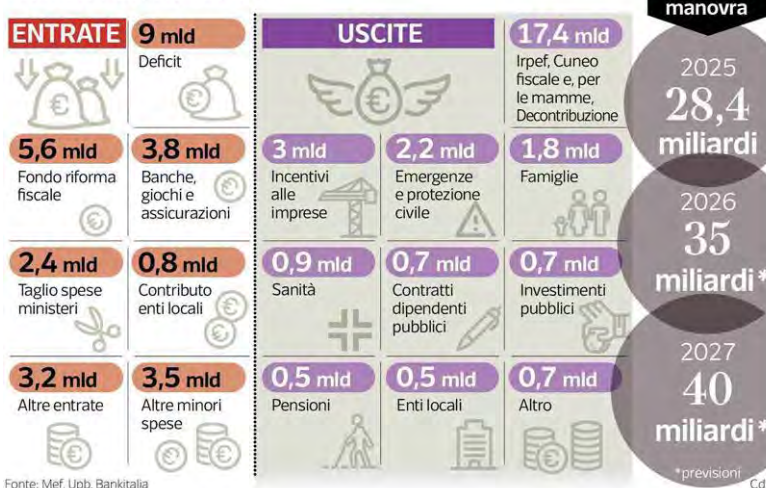 manovra
ENTRATE
9 mld
Deficit
USCITE
17,4 mld
Irpef, Cuneo
fiscale e, per
le mamme,
Decontribuzione
2025
28,4
miliardi
5,6 mld
Fondo riforma
fiscale
3,8 mld
Banche,
giochi e
assicurazioni
3 mld
Incentivi
alle
imprese
2,2 mld
Emergenze
e protezione
civile
1,8 mld
Famiglie
2026
35
miliardi*
2,4 mld
Taglio spese
ministeri
0,8 mld
Contributo
enti locali
0,9 mld
Sanità
0,7 mld
Contratti
dipendenti
pubblici
0,7 mld
Investimenti
pubblici
2027
40
miliardi*
3,2 mld
Altre entrate
3,5 mld
Altre minori
spese
0,5 mld
Pensioni
0,5 mld
Enti locali
0,7 mld
Altro
*previsioni
Fonte: Mef, Upb, Bankitalia